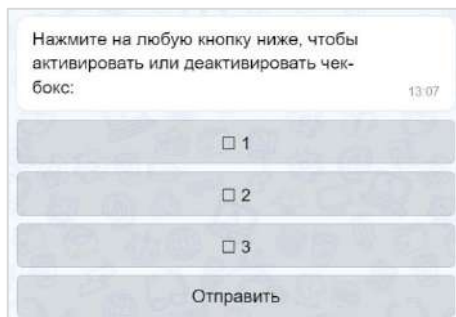 Нажмите на любую кнопку ниже, чтобы
активировать или деактивировать чек-
бокс:
13:07
☐ 1
☐ 2
☐ 3
Отправить